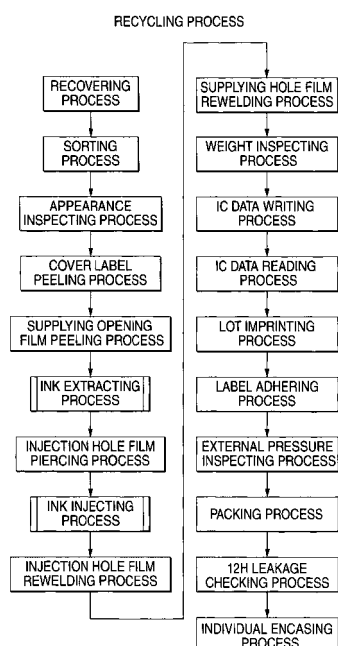 RECYCLING PROCESS
RECOVERING
PROCESS
SORTING
PROCESS
APPEARANCE
INSPECTING PROCESS
COVER LABEL
PEELING PROCESS
SUPPLYING OPENING
FILM PEELING PROCESS
INK EXTRACTING
PROCESS
INJECTION HOLE FILM
PIERCING PROCESS
INK INJECTING
PROCESS
INJECTION HOLE FILM
REWELDING PROCESS
SUPPLYING HOLE FILM
REWELDING PROCESS
WEIGHT INSPECTING
PROCESS
IC DATA WRITING
PROCESS
IC DATA READING
PROCESS
LOT IMPRINTING
PROCESS
LABEL ADHERING
PROCESS
EXTERNAL PRESSURE
INSPECTING PROCESS
PACKING PROCESS
12H LEAKAGE
CHECKING PROCESS
INDIVIDUAL ENCASING
PROCESS